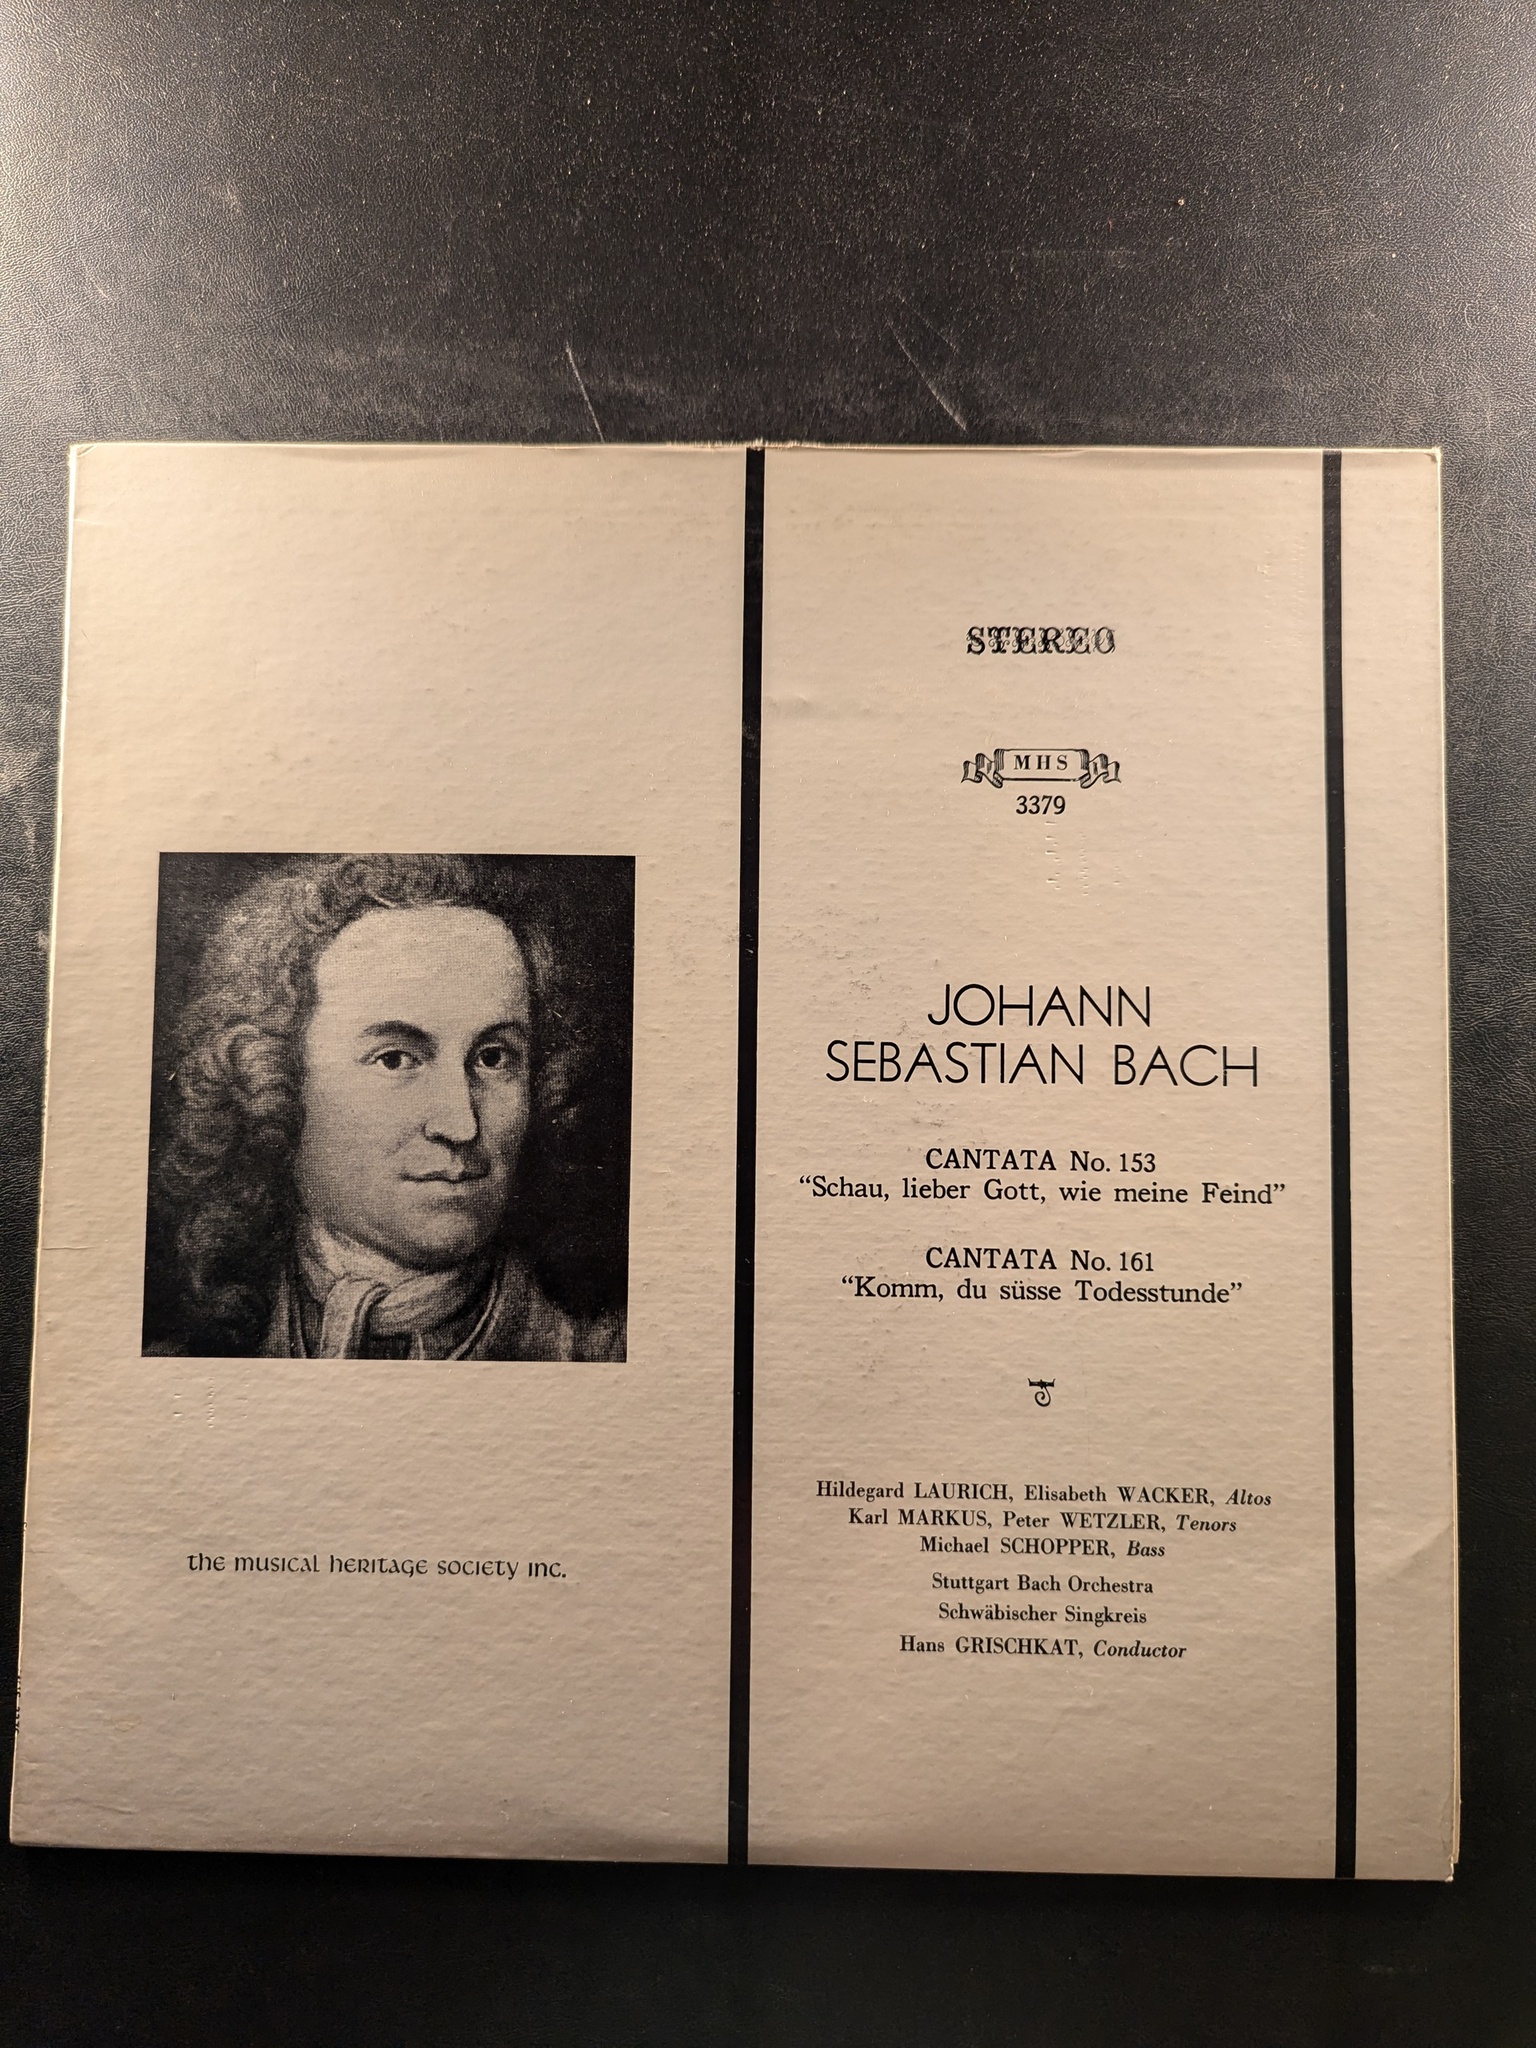 STEREO
MHS
3379
JOHANN
SEBASTIAN BACH
CANTATA No. 153
“Schau, lieber Gott, wie meine Feind”
CANTATA No. 161
“Komm, du süsse Todesstunde”
Hildegard LAURICH, Elisabeth WACKER, Altos
Karl MARKUS, Peter WETZLER, Tenors
Michael SCHOPPER, Bass
Stuttgart Bach Orchestra
Schwäbischer Singkreis
Hans GRISCHKAT, Conductor
the musical heritage society inc.